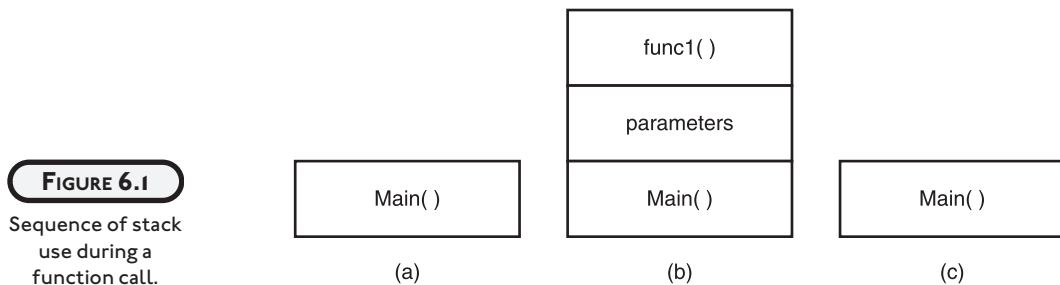 func1( )
parameters
Main( )
Main( )
Main( )
(a)
(b)
(c)
FIGURE 6.1
Sequence of stack
use during a
function call.